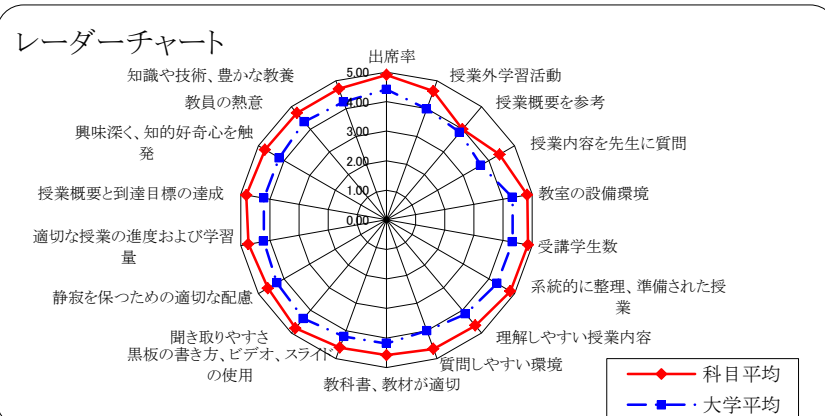 レーダーチャート
出席率
授業外学習活動
授業概要を参考
授業内容を先生に質問
教室の設備環境
受講学生数
系統的に整理、準備された授
業
理解しやすい授業内容
質問しやすい環境
教科書、教材が適切
黒板の書き方、ビデオ、スライド
の使用
聞き取りやすさ
静寂を保つための適切な配慮
適切な授業の進度および学習
量
授業概要と到達目標の達成
興味深く、知的好奇心を触
発
教員の熱意
知識や技術、豊かな教養
5.00
4.00
3.00
2.00
1.00
0.00
科目平均
大学平均